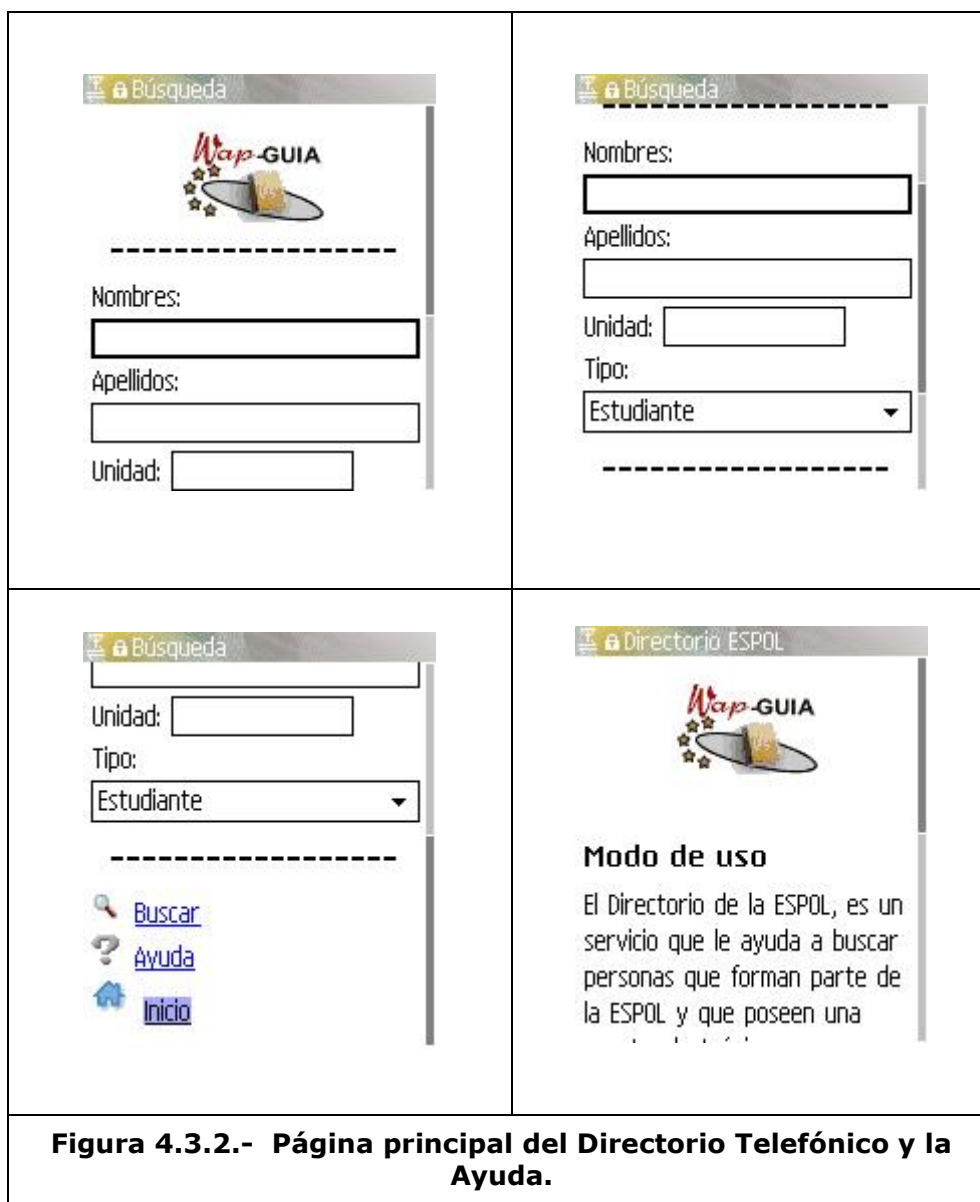 Búsqueda
Wap-GUIA
Nombres:
Apellidos:
Unidad:
Búsqueda
Nombres:
Apellidos:
Unidad:
Tipo:
Estudiante
Búsqueda
Unidad:
Tipo:
Estudiante
Buscar
Ayuda
Inicio
Directorio ESPOL
Wap-GUIA
Modo de uso
El Directorio de la ESPOL, es un
servicio que le ayuda a buscar
personas que forman parte de
la ESPOL y que poseen una
Figura 4.3.2.- Página principal del Directorio Telefónico y la
Ayuda.